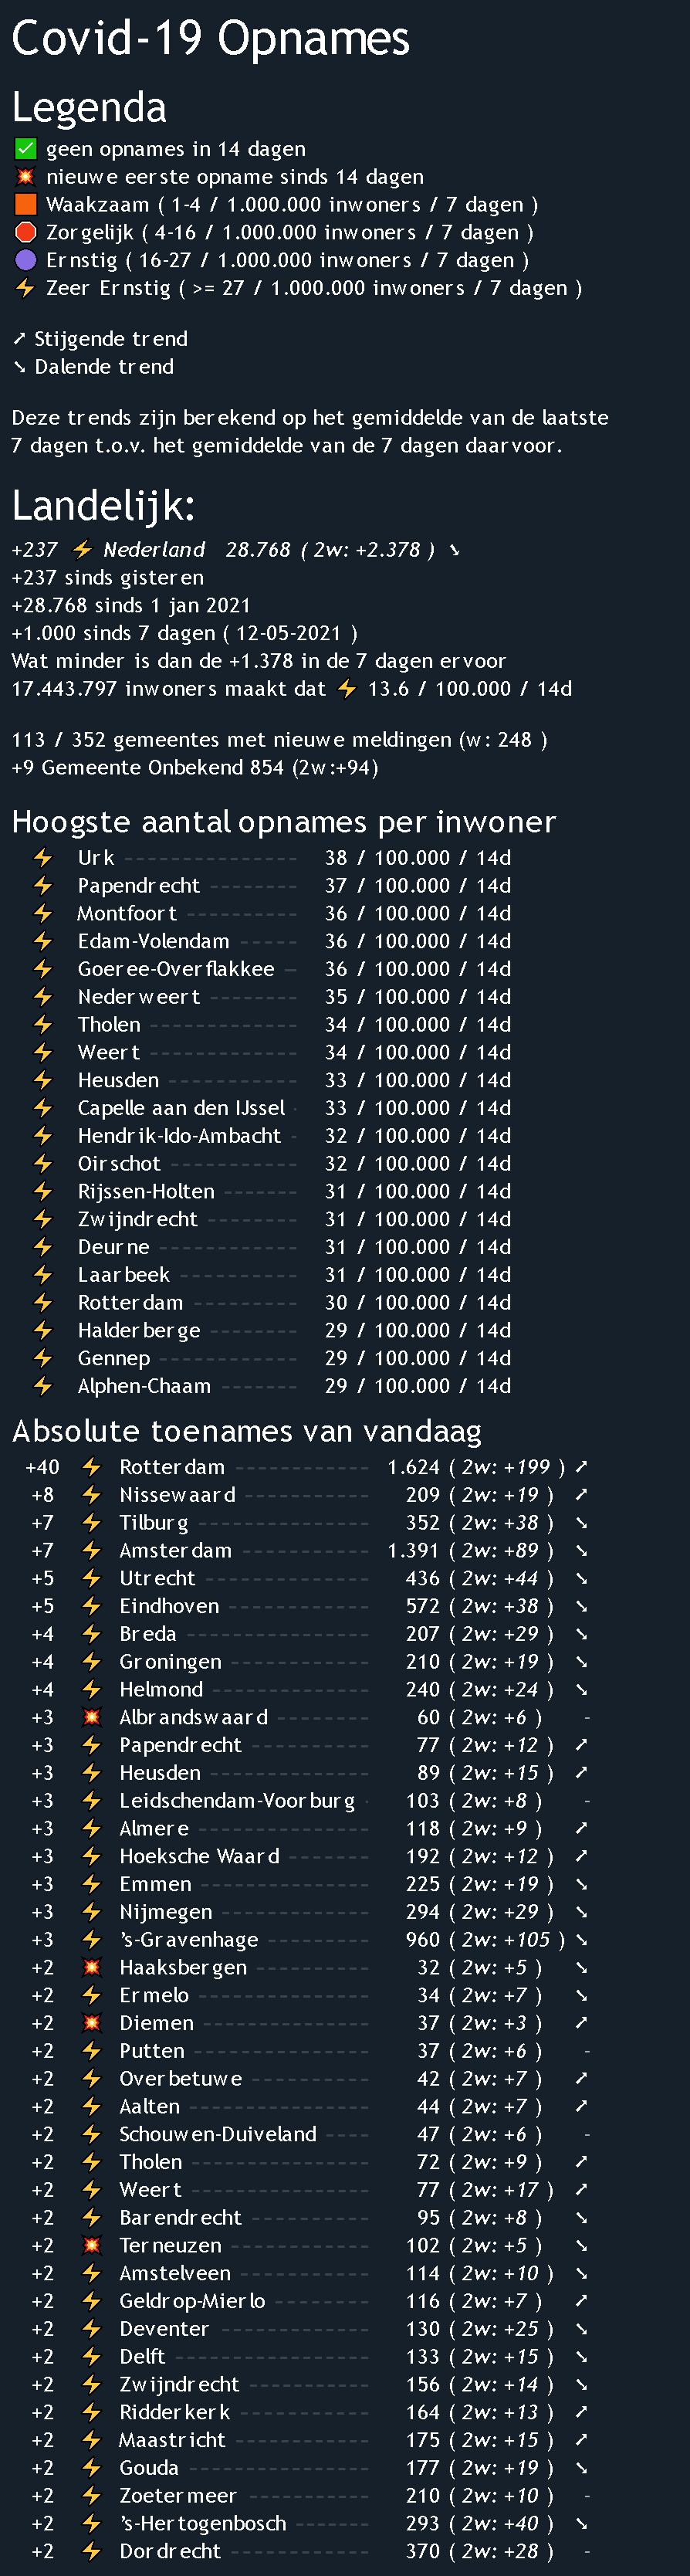 Covid-19 Opnames
Legenda
✅ geen opnames in 14 dagen
💥 nieuwe eerste opname sinds 14 dagen
🟧 Waakzaam ( 1-4 / 1.000.000 inwoners / 7 dagen )
🛑 Zorgelijk ( 4-16 / 1.000.000 inwoners / 7 dagen )
🟣 Ernstig ( 16-27 / 1.000.000 inwoners / 7 dagen )
⚡ Zeer Ernstig ( >= 27 / 1.000.000 inwoners / 7 dagen )
➚ Stijgende trend
➘ Dalende trend
Deze trends zijn berekend op het gemiddelde van de laatste
7 dagen t.o.v. het gemiddelde van de 7 dagen daarvoor.
Landelijk:
+237 ⚡ Nederland 28.768 ( 2w: +2.378 ) ➘
+237 sinds gisteren
+28.768 sinds 1 jan 2021
+1.000 sinds 7 dagen ( 12-05-2021 )
Wat minder is dan de +1.378 in de 7 dagen ervoor
17.443.797 inwoners maakt dat ⚡ 13.6 / 100.000 / 14d
113 / 352 gemeentes met nieuwe meldingen (w: 248 )
+9 Gemeente Onbekend 854 (2w:+94)
Hoogste aantal opnames per inwoner
⚡ Urk 38 / 100.000 / 14d
⚡ Papendrecht 37 / 100.000 / 14d
⚡ Montfoort 36 / 100.000 / 14d
⚡ Edam-Volendam 36 / 100.000 / 14d
⚡ Goeree-Overflakkee 36 / 100.000 / 14d
⚡ Nederweert 35 / 100.000 / 14d
⚡ Tholen 34 / 100.000 / 14d
⚡ Weert 34 / 100.000 / 14d
⚡ Heusden 33 / 100.000 / 14d
⚡ Capelle aan den IJssel 33 / 100.000 / 14d
⚡ Hendrik-Ido-Ambacht 32 / 100.000 / 14d
⚡ Oirschot 32 / 100.000 / 14d
⚡ Rijssen-Holten 31 / 100.000 / 14d
⚡ Zwijndrecht 31 / 100.000 / 14d
⚡ Deurne 31 / 100.000 / 14d
⚡ Laarbeek 31 / 100.000 / 14d
⚡ Rotterdam 30 / 100.000 / 14d
⚡ Halderberge 29 / 100.000 / 14d
⚡ Gennep 29 / 100.000 / 14d
⚡ Alphen-Chaam 29 / 100.000 / 14d
Absolute toenames van vandaag
+40 ⚡ Rotterdam 1.624 ( 2w: +199 ) ➚
+8 ⚡ Nissewaard 209 ( 2w: +19 ) ➚
+7 ⚡ Tilburg 352 ( 2w: +38 ) ➘
+7 ⚡ Amsterdam 1.391 ( 2w: +89 ) ➘
+5 ⚡ Utrecht 436 ( 2w: +44 ) ➘
+5 ⚡ Eindhoven 572 ( 2w: +38 ) ➘
+4 ⚡ Breda 207 ( 2w: +29 ) ➘
+4 ⚡ Groningen 210 ( 2w: +19 ) ➘
+4 ⚡ Helmond 240 ( 2w: +24 ) ➘
+3 💥 Albrandswaard 60 ( 2w: +6 ) -
+3 ⚡ Papendrecht 77 ( 2w: +12 ) ➚
+3 ⚡ Heusden 89 ( 2w: +15 ) ➚
+3 ⚡ Leidschendam-Voorburg 103 ( 2w: +8 ) -
+3 ⚡ Almere 118 ( 2w: +9 ) ➚
+3 ⚡ Hoeksche Waard 192 ( 2w: +12 ) ➚
+3 ⚡ Emmen 225 ( 2w: +19 ) ➘
+3 ⚡ Nijmegen 294 ( 2w: +29 ) ➘
+3 ⚡ 's-Gravenhage 960 ( 2w: +105 ) ➘
+2 💥 Haaksbergen 32 ( 2w: +5 ) ➘
+2 ⚡ Ermelo 34 ( 2w: +7 ) ➘
+2 💥 Diemen 37 ( 2w: +3 ) ➚
+2 ⚡ Putten 37 ( 2w: +6 ) -
+2 ⚡ Overbetuwe 42 ( 2w: +7 ) ➚
+2 ⚡ Aalten 44 ( 2w: +7 ) ➚
+2 ⚡ Schouwen-Duiveland 47 ( 2w: +6 ) -
+2 ⚡ Tholen 72 ( 2w: +9 ) ➚
+2 ⚡ Weert 77 ( 2w: +17 ) ➚
+2 ⚡ Barendrecht 95 ( 2w: +8 ) ➘
+2 💥 Terneuzen 102 ( 2w: +5 ) ➘
+2 ⚡ Amstelveen 114 ( 2w: +10 ) ➘
+2 ⚡ Geldrop-Mierlo 116 ( 2w: +7 ) ➚
+2 ⚡ Deventer 130 ( 2w: +25 ) ➘
+2 ⚡ Delft 133 ( 2w: +15 ) ➘
+2 ⚡ Zwijndrecht 156 ( 2w: +14 ) ➘
+2 ⚡ Ridderkerk 164 ( 2w: +13 ) ➚
+2 ⚡ Maastricht 175 ( 2w: +15 ) ➚
+2 ⚡ Gouda 177 ( 2w: +19 ) ➘
+2 ⚡ Zoetermeer 210 ( 2w: +10 ) -
+2 ⚡ 's-Hertogenbosch 293 ( 2w: +40 ) ➘
+2 ⚡ Dordrecht 370 ( 2w: +28 ) -